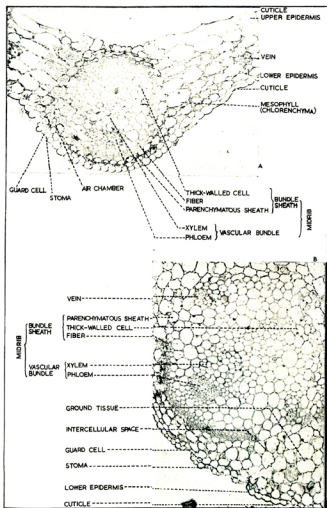 CUTICLE
UPPER EPIDERMIS
VEIN
LOWER EPIDERMIS
CUTICLE
MESOPHYLL
(CHLORENCHYMA)
A
GUARD CELL
STOMA
AIR CHAMBER
THICK-WALLED CELL
FIBER
PARENCHYMATOUS SHEATH
BUNDLE
SHEATH
XYLEM
PHLOEM
VASCULAR BUNDLE
MIDRIB
B
VEIN
PARENCHYMATOUS SHEATH
THICK-WALLED CELL
FIBER
BUNDLE
SHEATH
MIDRIB
XYLEM
PHLOEM
VASCULAR
BUNDLE
GROUND TISSUE
INTERCELLULAR SPACE
GUARD CELL
STOMA
LOWER EPIDERMIS
CUTICLE